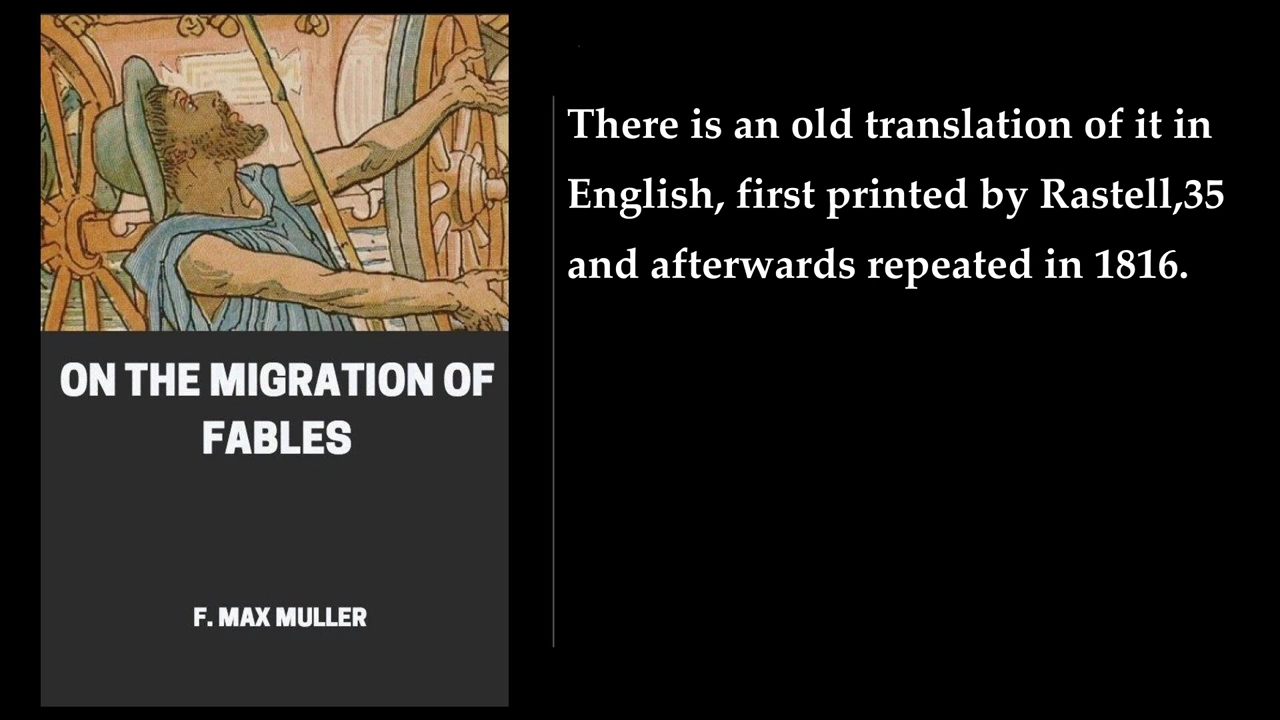 ON THE MIGRATION OF
FABLES
F. MAX MULLER
There is an old translation of it in
English, first printed by Rastell,35
and afterwards repeated in 1816.